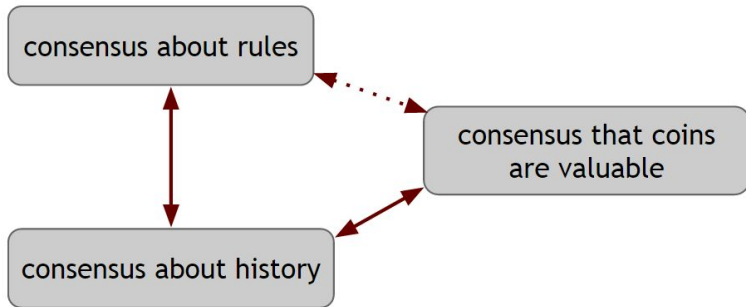 consensus about rules
consensus that coins
are valuable
consensus about history